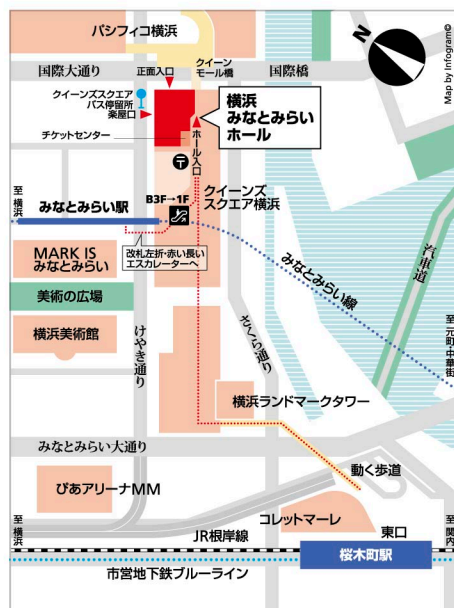 パシフィコ横浜
クイーン
モール橋
国際大通り
正面入口
国際橋
N
Map by Infogram©
クイーンズスクエア
バス停留所
楽屋口
横浜
みなとみらい
ホール
チケットセンター
ホール入口
至 横浜
みなとみらい駅
B3F→1F
クイーンズ
スクエア横浜
改札左折・赤い長い
エスカレーターへ
MARK IS
みなとみらい
みなとみらい線
汽車道
美術の広場
横浜美術館
けやき通り
さくら通り
至 元町・中華街
横浜ランドマークタワー
みなとみらい大通り
動く歩道
ぴあアリーナMM
コレットマーレ
至 横浜
JR根岸線
東口
至 関内
桜木町駅
市営地下鉄ブルーライン